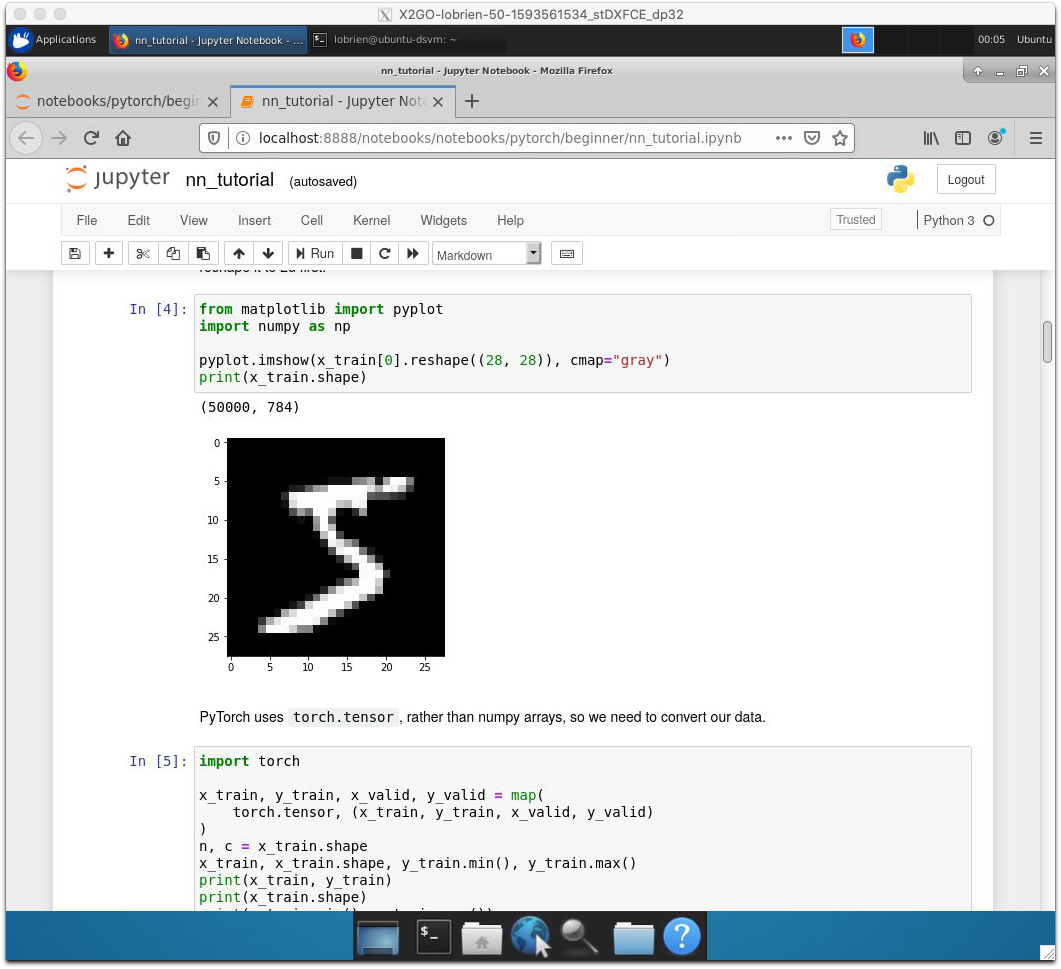 X2GO-lobrien-50-1593561534_stDXFCE_dp32
Applications
nn_tutorial - Jupyter Notebook - ...
lobrien@ubuntu-dsvm: ~
00:05
Ubuntu
nn_tutorial - Jupyter Notebook - Mozilla Firefox
notebooks/pytorch/begin
nn_tutorial - Jupyter Note
localhost:8888/notebooks/notebooks/pytorch/beginner/nn_tutorial.ipynb
jupyter nn_tutorial (autosaved)
Logout
File Edit View Insert Cell Kernel Widgets Help
Trusted
Python 3
Run
Markdown
reshape it to 2d first.
In [4]:
from matplotlib import pyplot
import numpy as np
pyplot.imshow(x_train[0].reshape((28, 28)), cmap="gray")
print(x_train.shape)
(50000, 784)
0
5
10
15
20
25
0 5 10 15 20 25
PyTorch uses torch.tensor, rather than numpy arrays, so we need to convert our data.
In [5]:
import torch
x_train, y_train, x_valid, y_valid = map(
    torch.tensor, (x_train, y_train, x_valid, y_valid)
)
n, c = x_train.shape
x_train, x_train.shape, y_train.min(), y_train.max()
print(x_train, y_train)
print(x_train.shape)